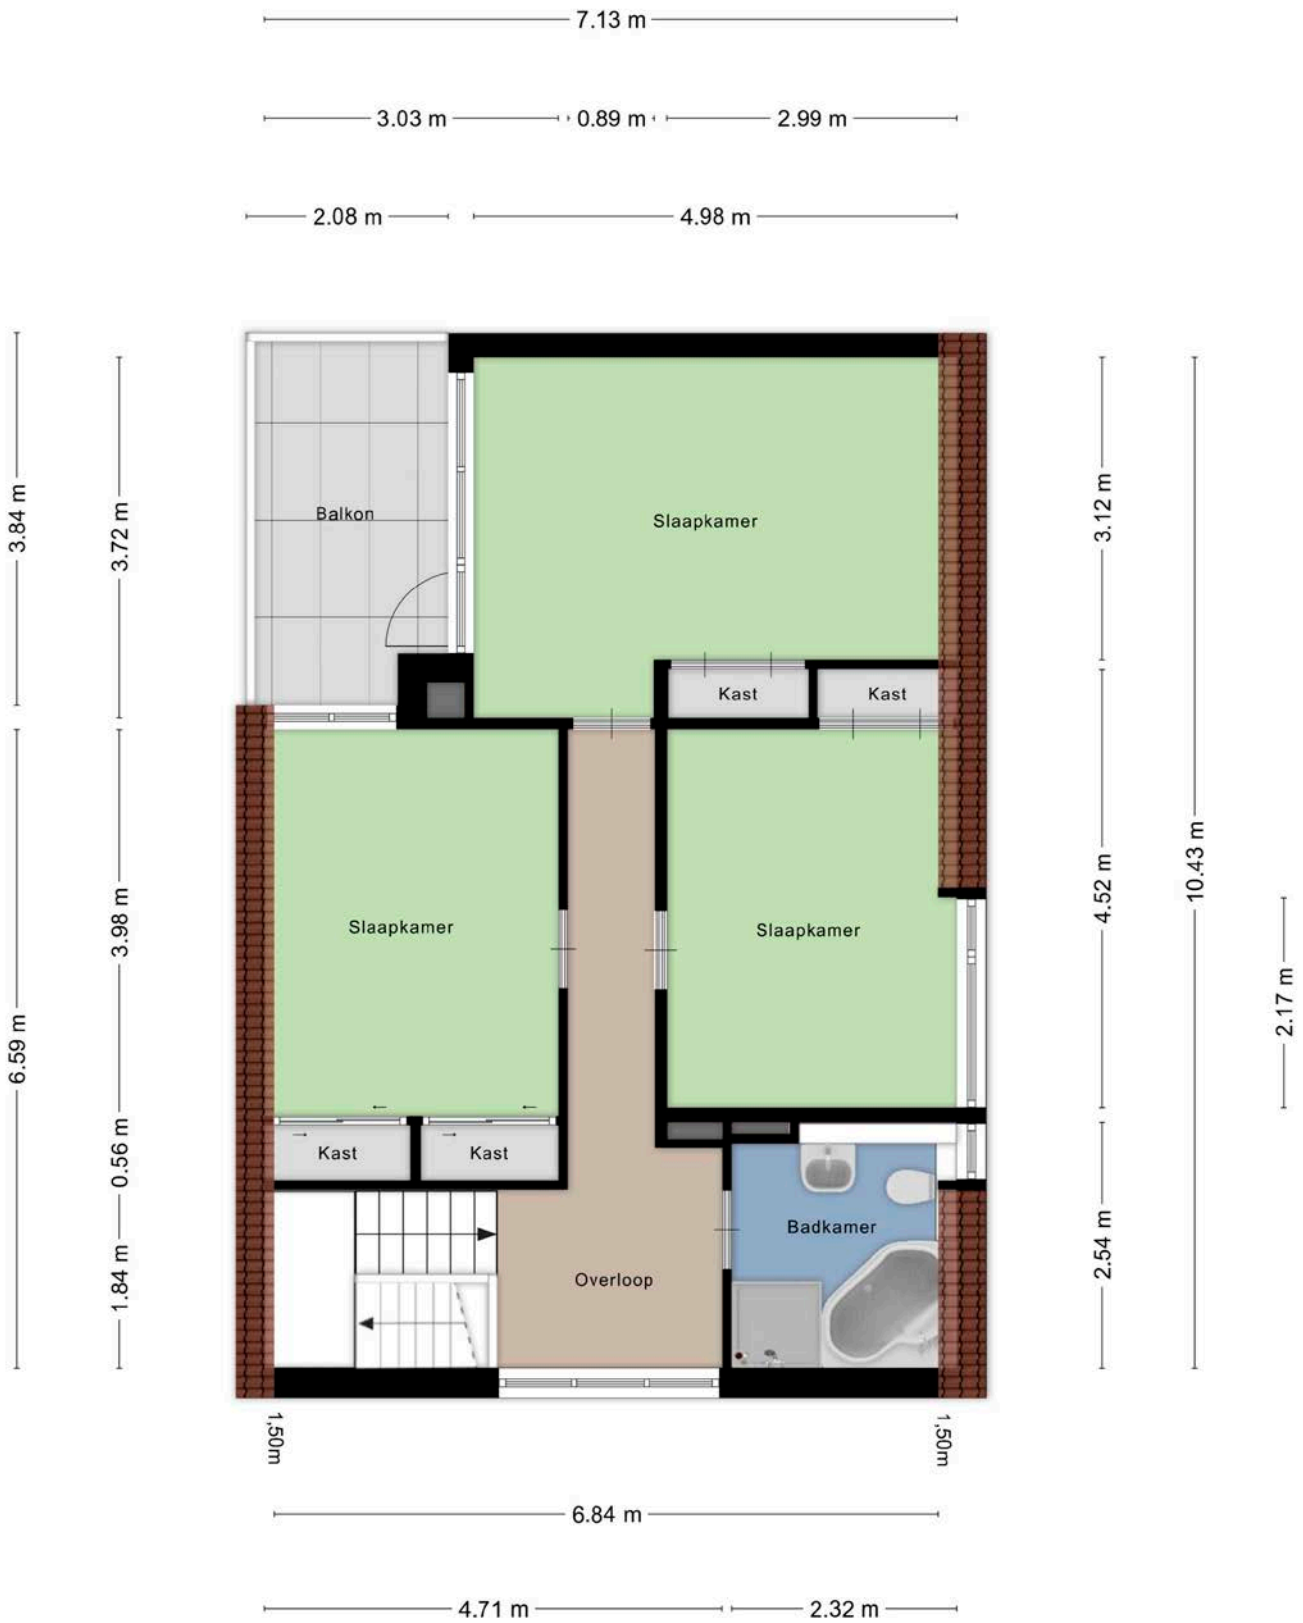 7.13 m
3.03 m
0.89 m
2.99 m
2.08 m
4.98 m
3.84 m
3.72 m
Balkon
Slaapkamer
3.12 m
Kast
Kast
10.43 m
4.52 m
3.98 m
Slaapkamer
Slaapkamer
2.17 m
6.59 m
0.56 m
Kast
Kast
Badkamer
2.54 m
1.84 m
Overloop
1,50m
1,50m
6.84 m
4.71 m
2.32 m